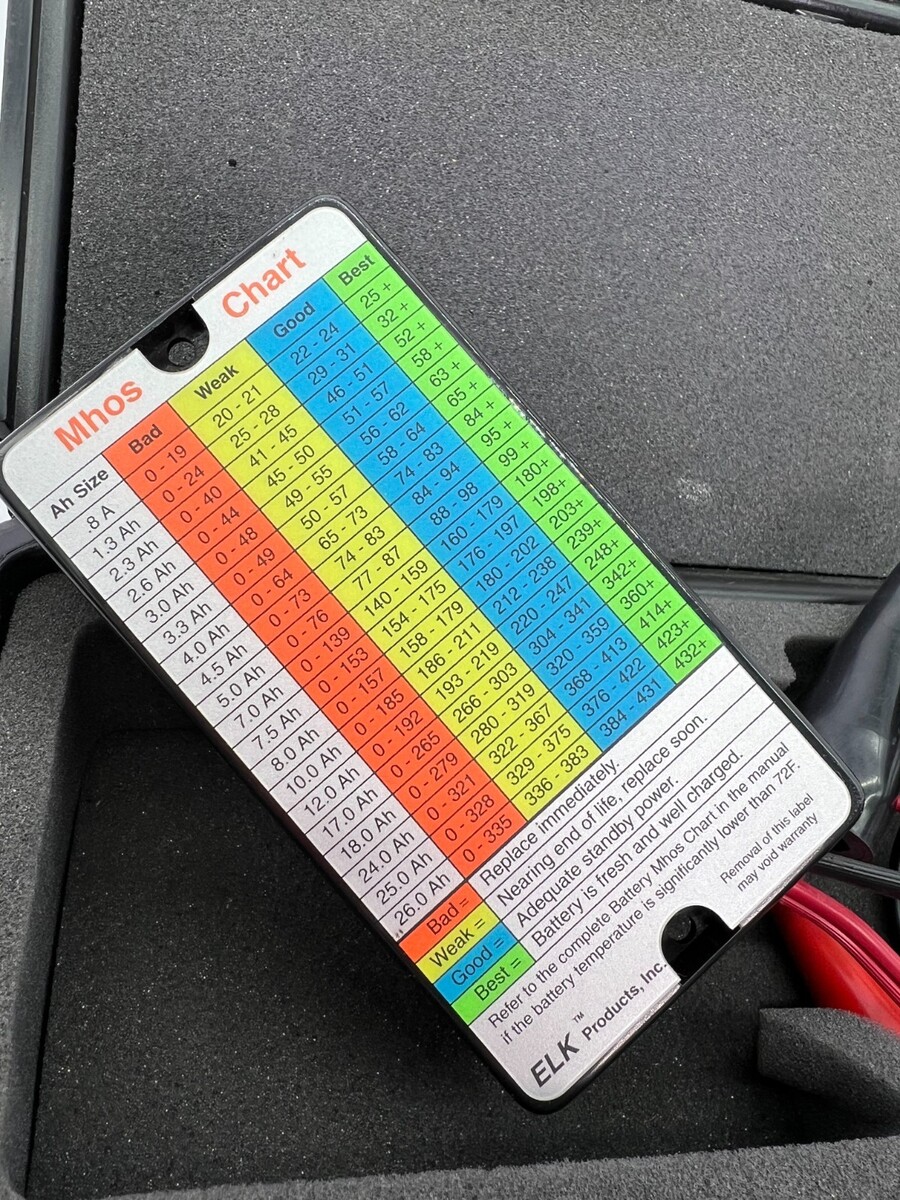 Mhos Chart
Ah Size Bad Weak Good Best
.8 A 0 - 19 20 - 21 22 - 24 25 +
1.3 Ah 0 - 24 25 - 28 29 - 31 32 +
2.3 Ah 0 - 40 41 - 45 46 - 51 52 +
2.6 Ah 0 - 44 45 - 50 51 - 57 58 +
3.0 Ah 0 - 48 49 - 55 56 - 62 63 +
3.3 Ah 0 - 49 50 - 57 58 - 64 65 +
4.0 Ah 0 - 64 65 - 73 74 - 83 84 +
4.5 Ah 0 - 73 74 - 83 84 - 94 95 +
5.0 Ah 0 - 76 77 - 87 88 - 98 99 +
7.0 Ah 0 - 139 140 - 159 160 - 179 180+
7.5 Ah 0 - 153 154 - 175 176 - 197 198+
8.0 Ah 0 - 157 158 - 179 180 - 202 203+
10.0 Ah 0 - 185 186 - 211 212 - 238 239+
12.0 Ah 0 - 192 193 - 219 220 - 247 248+
17.0 Ah 0 - 265 266 - 303 304 - 341 342+
18.0 Ah 0 - 279 280 - 319 320 - 359 360+
24.0 Ah 0 - 321 322 - 367 368 - 413 414+
25.0 Ah 0 - 328 329 - 375 376 - 422 423+
26.0 Ah 0 - 335 336 - 383 384 - 431 432+
Bad = Replace immediately.
Weak = Nearing end of life, replace soon.
Good = Adequate standby power.
Best = Battery is fresh and well charged.
Refer to the complete Battery Mhos Chart in the manual
if the battery temperature is significantly lower than 72F.
ELK™ Products, Inc.
Removal of this label
may void warranty